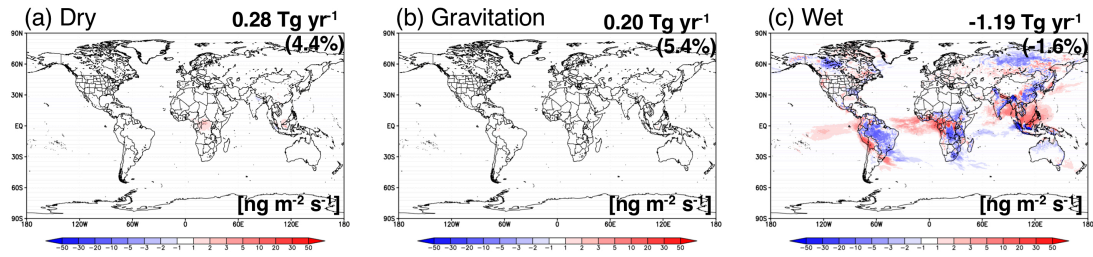 (a) Dry
0.28 Tg yr⁻¹
(4.4%)
90N
60N
30N
EQ
30S
60S
90S
120W
60W
0
60E
120E
180
[ng m⁻² s⁻¹]
−50 −30 −20 −10 −5 −3 −2 −1 1 2 3 5 10 20 30 50
(b) Gravitation
0.20 Tg yr⁻¹
(5.4%)
90N
60N
30N
EQ
30S
60S
90S
180
120W
60W
0
60E
120E
180
[ng m⁻² s⁻¹]
−50 −30 −20 −10 −5 −3 −2 −1 1 2 3 5 10 20 30 50
(c) Wet
-1.19 Tg yr⁻¹
(-1.6%)
90N
60N
30N
EQ
30S
60S
90S
180
120W
60W
0
60E
120E
180
[ng m⁻² s⁻¹]
−50 −30 −20 −10 −5 −3 −2 −1 1 2 3 5 10 20 30 50